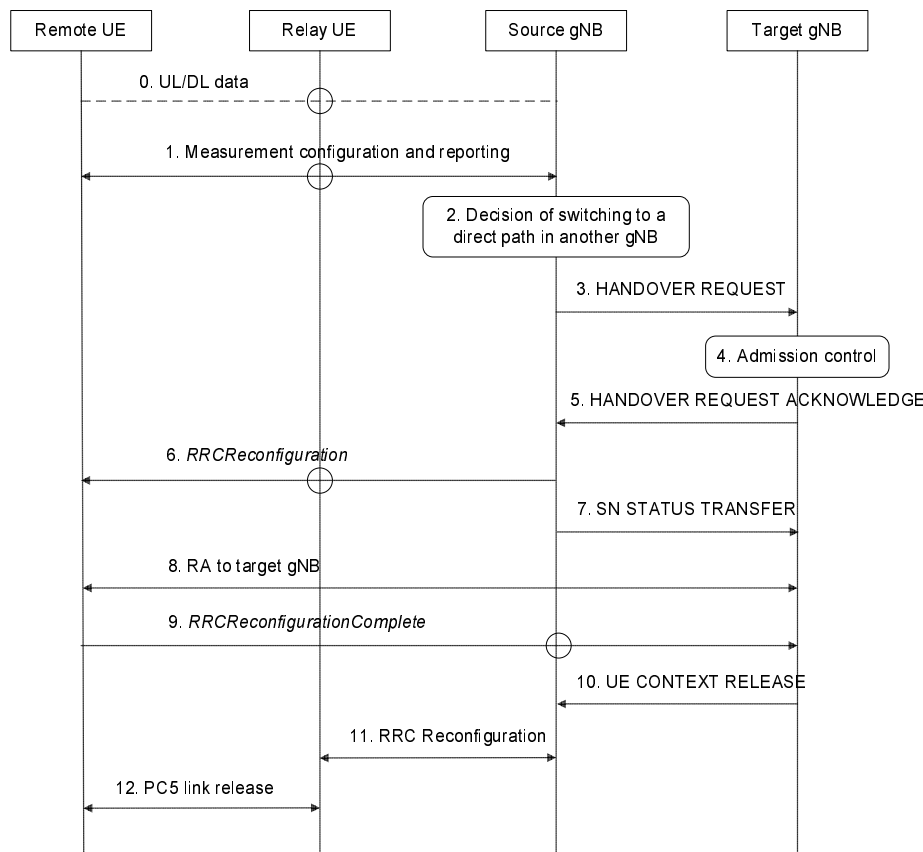 Remote UE
Relay UE
Source gNB
Target gNB
0. UL/DL data
1. Measurement configuration and reporting
2. Decision of switching to a
direct path in another gNB
3. HANDOVER REQUEST
4. Admission control
5. HANDOVER REQUEST ACKNOWLEDGE
6. RRCReconfiguration
7. SN STATUS TRANSFER
8. RA to target gNB
9. RRCReconfigurationComplete
10. UE CONTEXT RELEASE
11. RRC Reconfiguration
12. PC5 link release